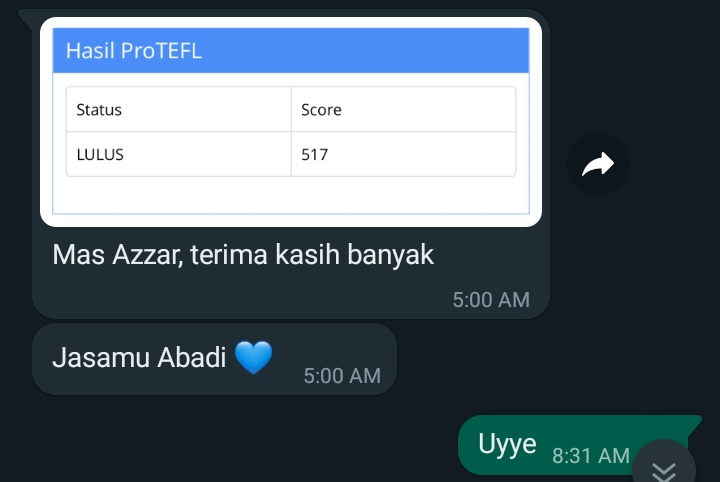 Hasil ProTEFL
Status Score
LULUS 517
Mas Azzar, terima kasih banyak
5:00 AM
Jasamu Abadi 💙 5:00 AM
Uyye 8:31 AM